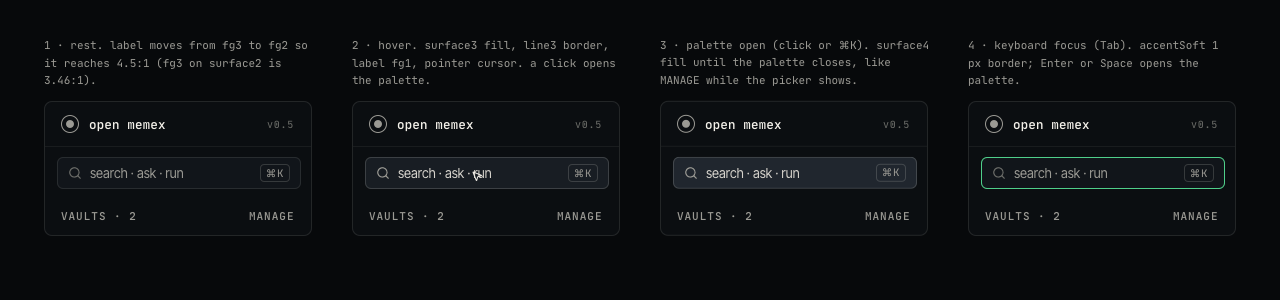 1 · rest. label moves from fg3 to fg2 so
it reaches 4.5:1 (fg3 on surface2 is
3.46:1).
open memex
v0.5
search · ask · run
⌘K
VAULTS · 2
MANAGE
2 · hover. surface3 fill, line3 border,
label fg1, pointer cursor. a click opens
the palette.
open memex
v0.5
search · ask · run
⌘K
VAULTS · 2
MANAGE
3 · palette open (click or ⌘K). surface4
fill until the palette closes, like
MANAGE while the picker shows.
open memex
v0.5
search · ask · run
⌘K
VAULTS · 2
MANAGE
4 · keyboard focus (Tab). accentSoft 1
px border; Enter or Space opens the
palette.
open memex
v0.5
search · ask · run
⌘K
VAULTS · 2
MANAGE